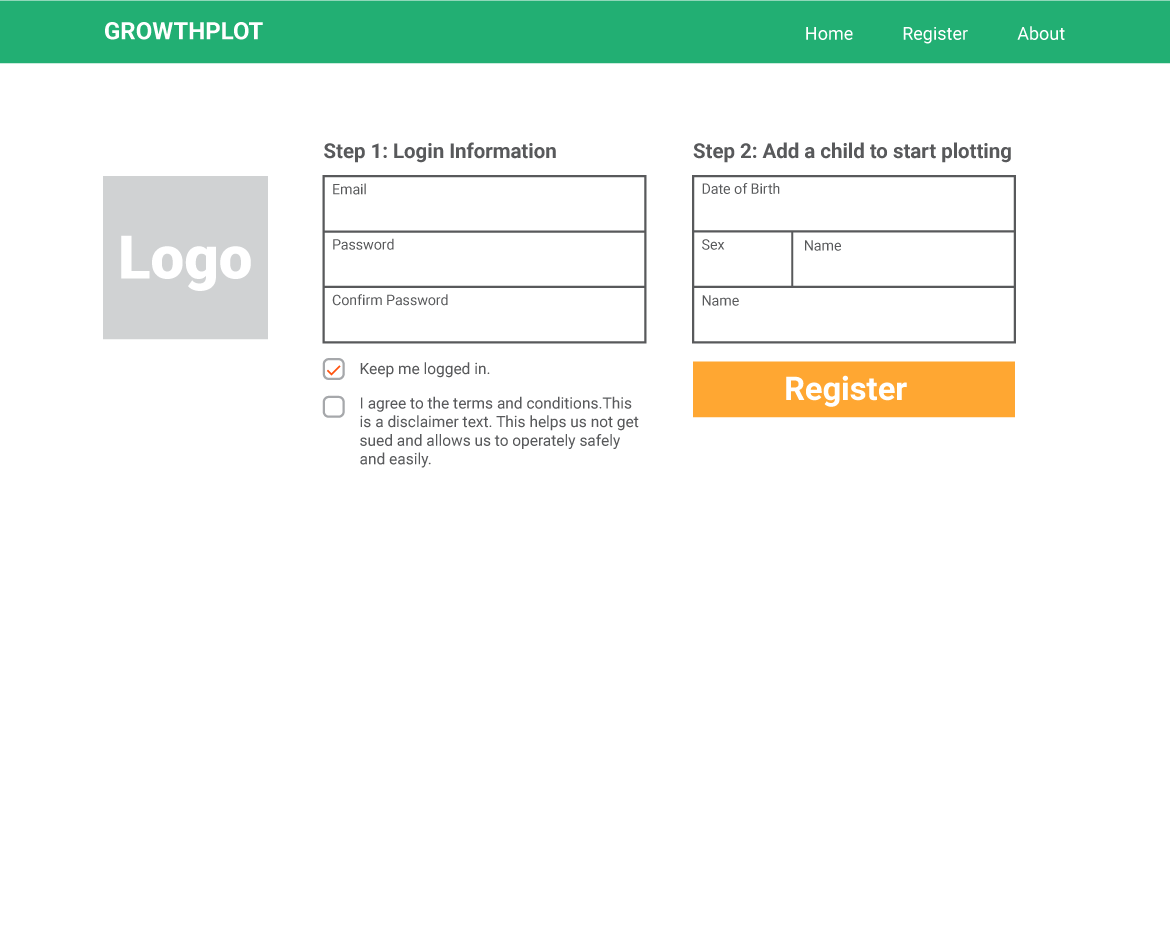 GROWTHPLOT
Home
Register
About
Logo
Step 1: Login Information
Email
Password
Confirm Password
Keep me logged in.
I agree to the terms and conditions.This
is a disclaimer text. This helps us not get
sued and allows us to operately safely
and easily.
Step 2: Add a child to start plotting
Date of Birth
Sex
Name
Name
Register